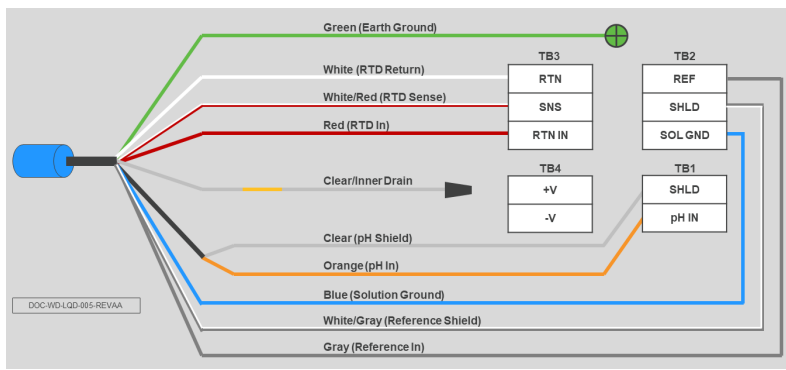 Green (Earth Ground)
White (RTD Return)
White/Red (RTD Sense)
Red (RTD In)
Clear/Inner Drain
Clear (pH Shield)
Orange (pH In)
Blue (Solution Ground)
White/Gray (Reference Shield)
Gray (Reference In)
TB3
RTN
SNS
RTN IN
TB2
REF
SHLD
SOL GND
TB4
+V
-V
TB1
SHLD
pH IN
DOC-WD-LQD-005-REVAA